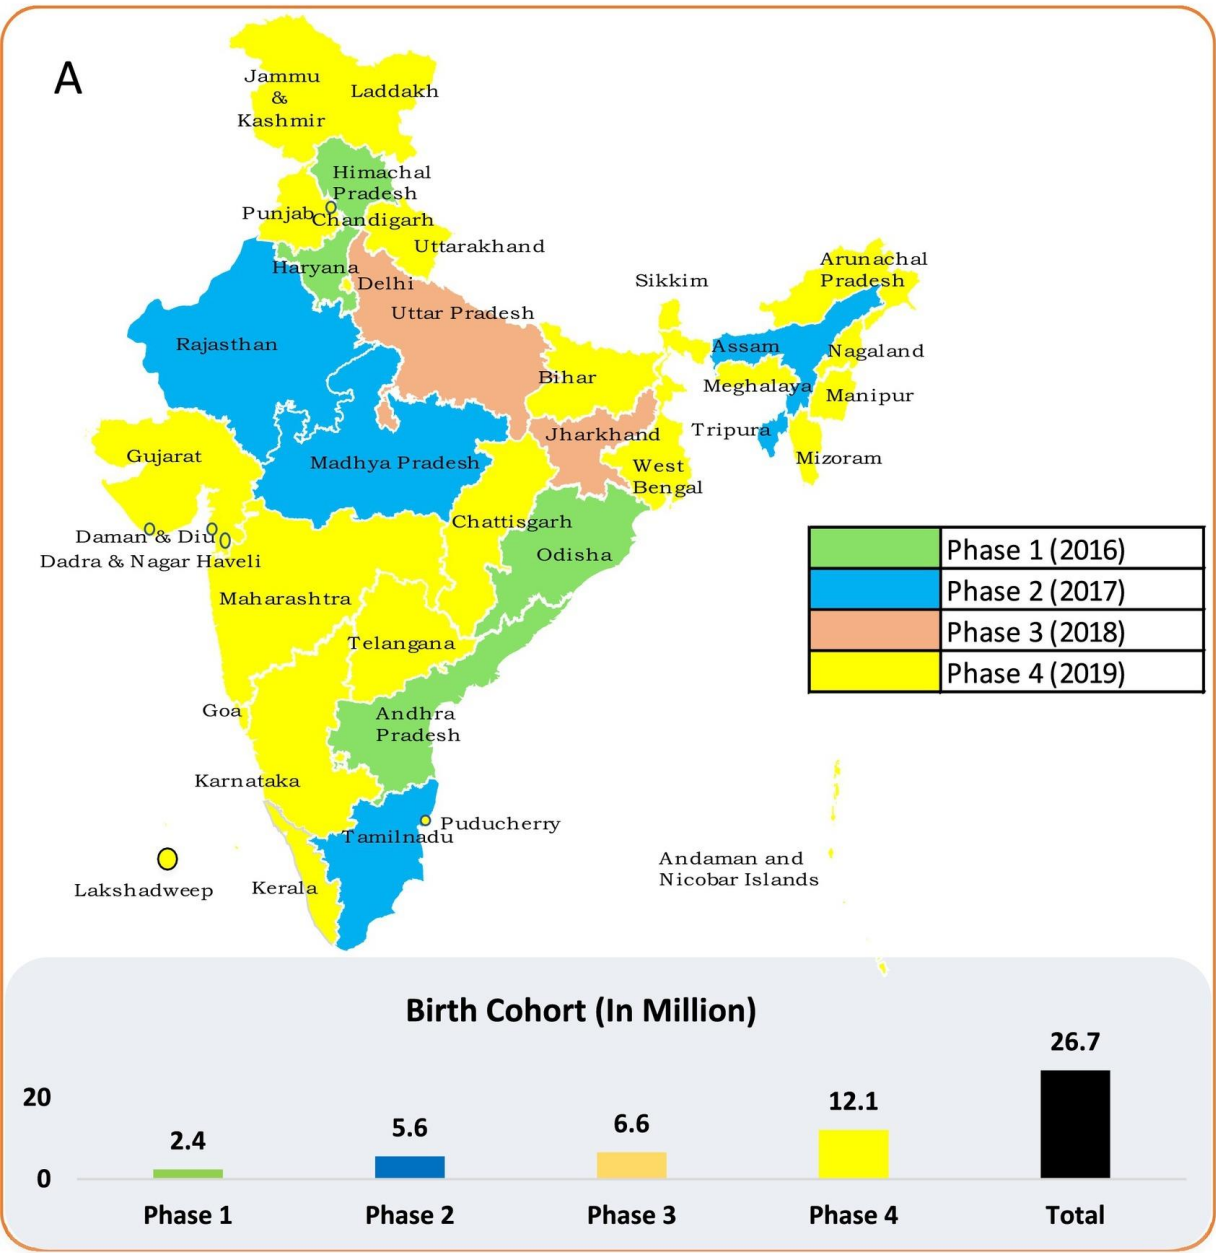 A
Jammu
&
Kashmir
Laddakh
Himachal
Pradesh
Punjab
Chandigarh
Uttarakhand
Haryana
Delhi
Uttar Pradesh
Rajasthan
Sikkim
Arunachal
Pradesh
Assam
Nagaland
Bihar
Meghalaya
Manipur
Tripura
Jharkhand
Mizoram
Gujarat
Madhya Pradesh
West
Bengal
Chattisgarh
Daman & Diu
Odisha
Dadra & Nagar Haveli
Maharashtra
Telangana
Phase 1 (2016)
Phase 2 (2017)
Phase 3 (2018)
Phase 4 (2019)
Goa
Andhra
Pradesh
Karnataka
Puducherry
Tamilnadu
Lakshadweep
Kerala
Andaman and
Nicobar Islands
Birth Cohort (In Million)
20
0
2.4
5.6
6.6
12.1
26.7
Phase 1
Phase 2
Phase 3
Phase 4
Total